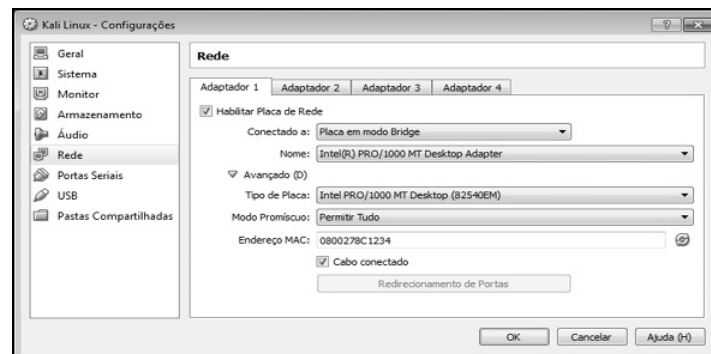 Kali Linux - Configurações
Geral
Sistema
Monitor
Armazenamento
Áudio
Rede
Portas Seriais
USB
Pastas Compartilhadas
Rede
Adaptador 1 Adaptador 2 Adaptador 3 Adaptador 4
Habilitar Placa de Rede
Conectado a: Placa em modo Bridge
Nome: Intel(R) PRO/1000 MT Desktop Adapter
Avançado (D)
Tipo de Placa: Intel PRO/1000 MT Desktop (82540EM)
Modo Promíscuo: Permitir Tudo
Endereço MAC: 0800278C1234
Cabo conectado
Redirecionamento de Portas
OK Cancelar Ajuda (H)